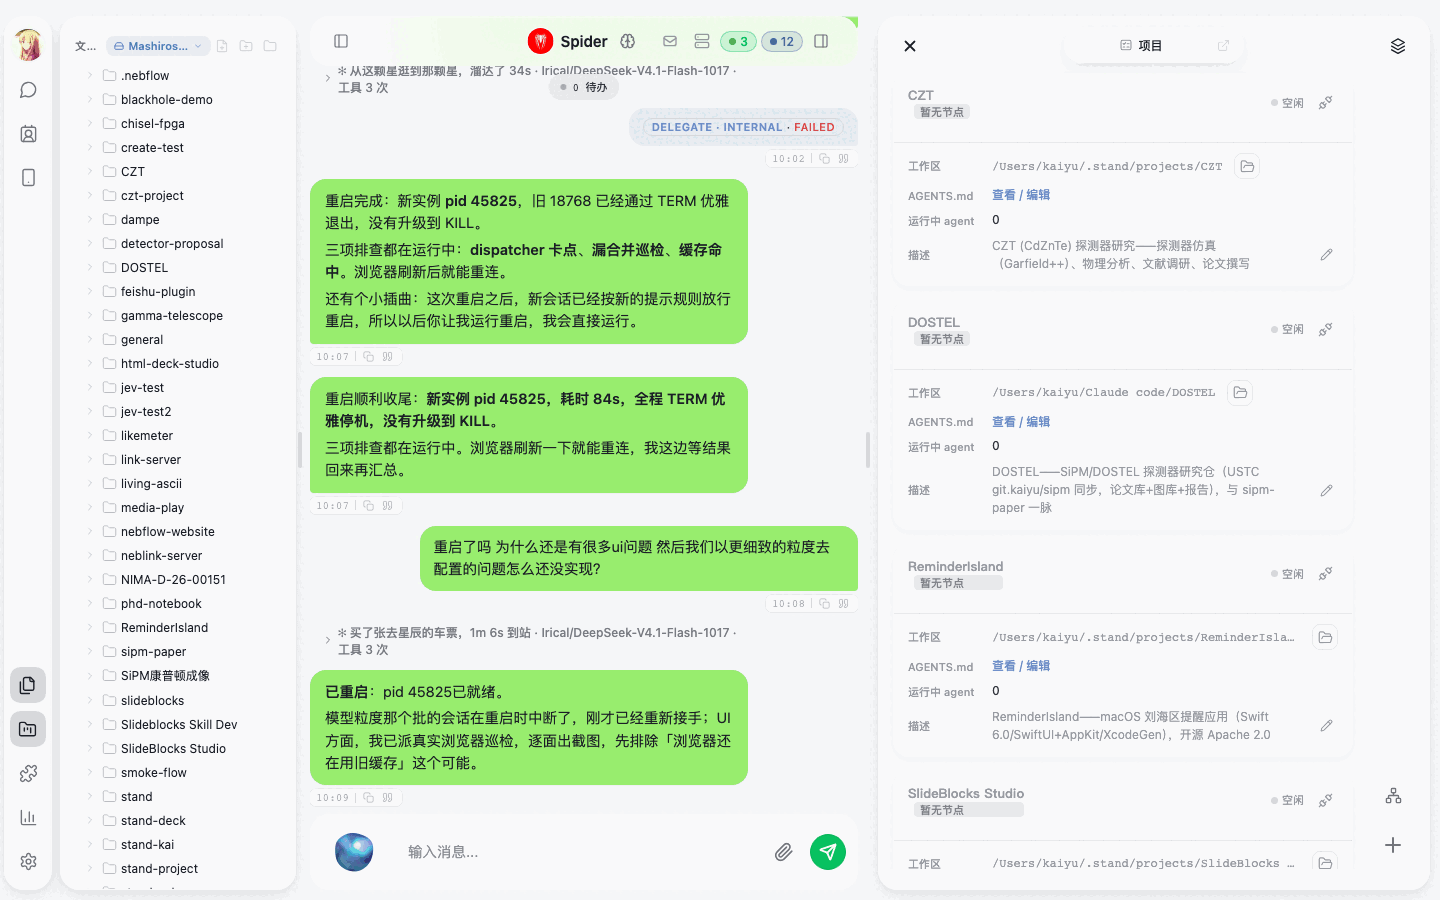 文...
Mashiros...
.nebflow
blackhole-demo
chisel-fpga
create-test
CZT
czt-project
dampe
detector-proposal
DOSTEL
feishu-plugin
gamma-telescope
general
html-deck-studio
jev-test
jev-test2
likemeter
link-server
living-ascii
media-play
nebflow-website
neblink-server
NIMA-D-26-00151
phd-notebook
ReminderIsland
sipm-paper
SiPM康普顿成像
slideblocks
Slideblocks Skill Dev
SlideBlocks Studio
smoke-flow
stand
stand-deck
stand-kai
stand-project
Spider
3
12
✻ 从这颗星逛到那颗星，溜达了 34s · lrical/DeepSeek-V4.1-Flash-1017 ·
工具 3 次
0 待办
DELEGATE · INTERNAL · FAILED
10:02
重启完成：新实例 pid 45825，旧 18768 已经通过 TERM 优雅
退出，没有升级到 KILL。
三项排查都在运行中：dispatcher 卡点、漏合并巡检、缓存命
中。浏览器刷新后就能重连。
还有个小插曲：这次重启之后，新会话已经按新的提示规则放行
重启，所以以后你让我运行重启，我会直接运行。
10:07
重启顺利收尾：新实例 pid 45825，耗时 84s，全程 TERM 优
雅停机，没有升级到 KILL。
三项排查都在运行中。浏览器刷新一下就能重连，我这边等结果
回来再汇总。
10:07
重启了吗 为什么还是有很多ui问题 然后我们以更细致的粒度去
配置的问题怎么还没实现?
10:08
✻ 买了张去星辰的车票，1m 6s 到站 · lrical/DeepSeek-V4.1-Flash-1017 ·
工具 3 次
已重启：pid 45825已就绪。
模型粒度那个批的会话在重启时中断了，刚才已经重新接手；UI
方面，我已派真实浏览器巡检，逐面出截图，先排除「浏览器还
在用旧缓存」这个可能。
10:09
输入消息...
项目
CZT
暂无节点
空闲
工作区
/Users/kaiyu/.stand/projects/CZT
AGENTS.md
查看 / 编辑
运行中 agent
0
描述
CZT (CdZnTe) 探测器研究——探测器仿真
（Garfield++）、物理分析、文献调研、论文撰写
DOSTEL
暂无节点
空闲
工作区
/Users/kaiyu/Claude code/DOSTEL
AGENTS.md
查看 / 编辑
运行中 agent
0
描述
DOSTEL——SiPM/DOSTEL 探测器研究仓（USTC
git.kaiyu/sipm 同步，论文库+图库+报告)，与 sipm-
paper 一脉
ReminderIsland
暂无节点
空闲
工作区
/Users/kaiyu/.stand/projects/ReminderIsla…
AGENTS.md
查看 / 编辑
运行中 agent
0
描述
ReminderIsland——macOS 刘海区提醒应用（Swift
6.0/SwiftUI+AppKit/XcodeGen），开源 Apache 2.0
SlideBlocks Studio
暂无节点
空闲
工作区
/Users/kaiyu/.stand/projects/SlideBlocks …